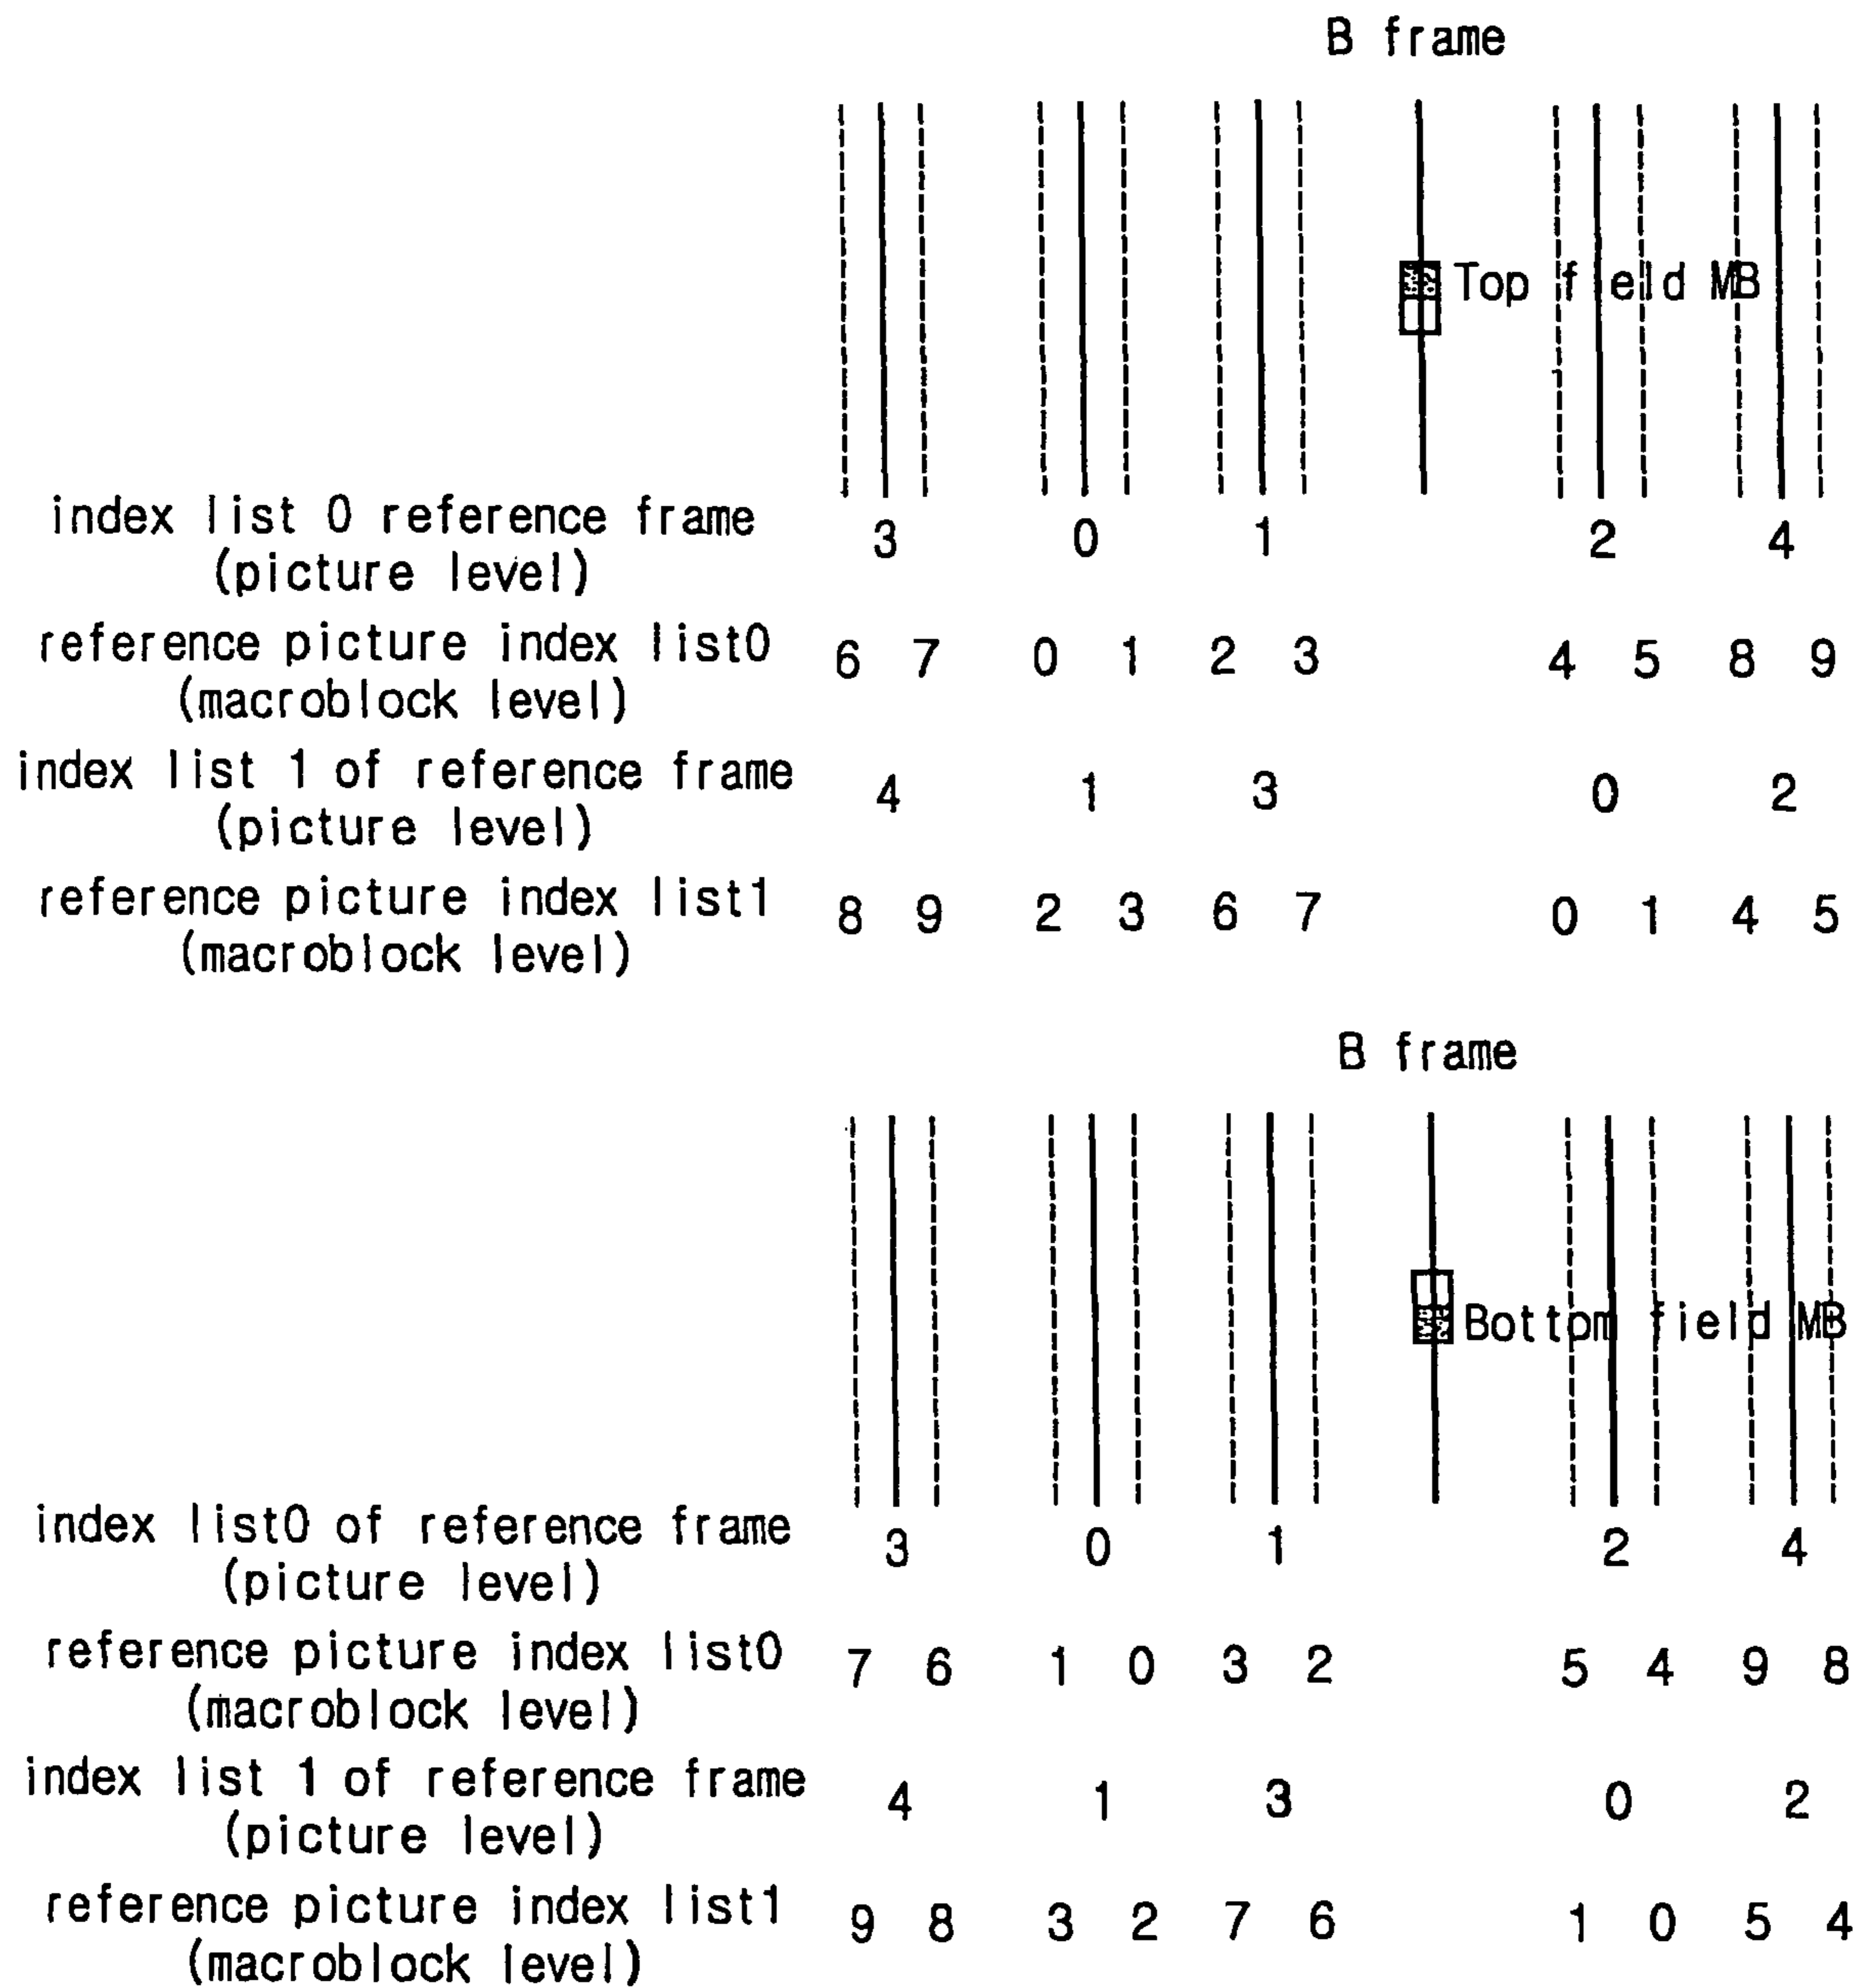 B frame
Top field MB
index list 0 reference frame
(picture level)
3 0 1 2 4
reference picture index list0
(macroblock level)
6 7 0 1 2 3 4 5 8 9
index list 1 of reference frame
(picture level)
4 1 3 0 2
reference picture index list1
(macroblock level)
8 9 2 3 6 7 0 1 4 5
B frame
Bottom field MB
index list0 of reference frame
(picture level)
3 0 1 2 4
reference picture index list0
(macroblock level)
7 6 1 0 3 2 5 4 9 8
index list 1 of reference frame
(picture level)
4 1 3 0 2
reference picture index list1
(macroblock level)
9 8 3 2 7 6 1 0 5 4